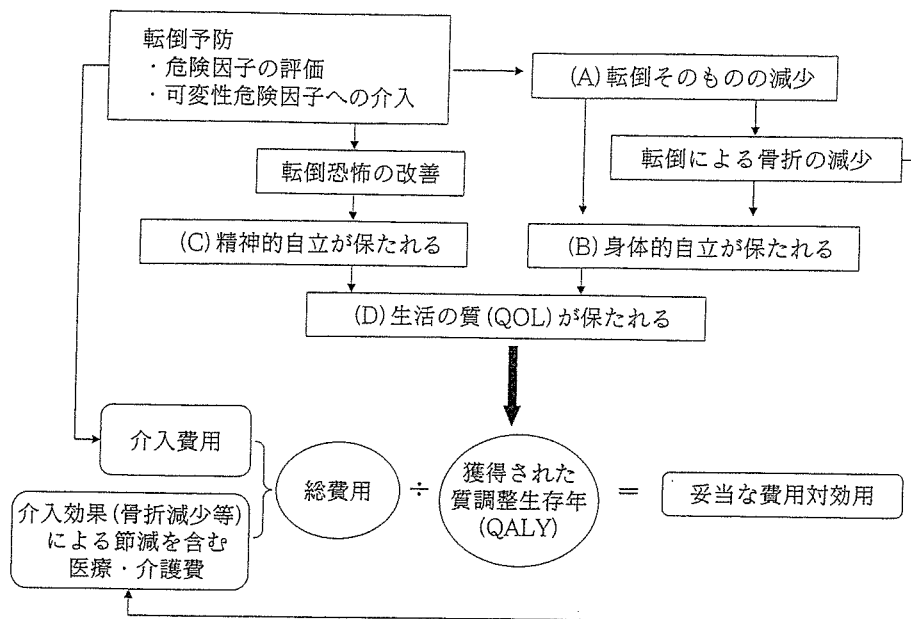 転倒予防
・危険因子の評価
・可変性危険因子への介入
(A)転倒そのものの減少
転倒による骨折の減少
転倒恐怖の改善
(C)精神的自立が保たれる
(B)身体的自立が保たれる
(D)生活の質(QOL)が保たれる
介入費用
介入効果(骨折減少等)
による節減を含む
医療・介護費
総費用
÷
獲得された
質調整生存年
(QALY)
=
妥当な費用対効用